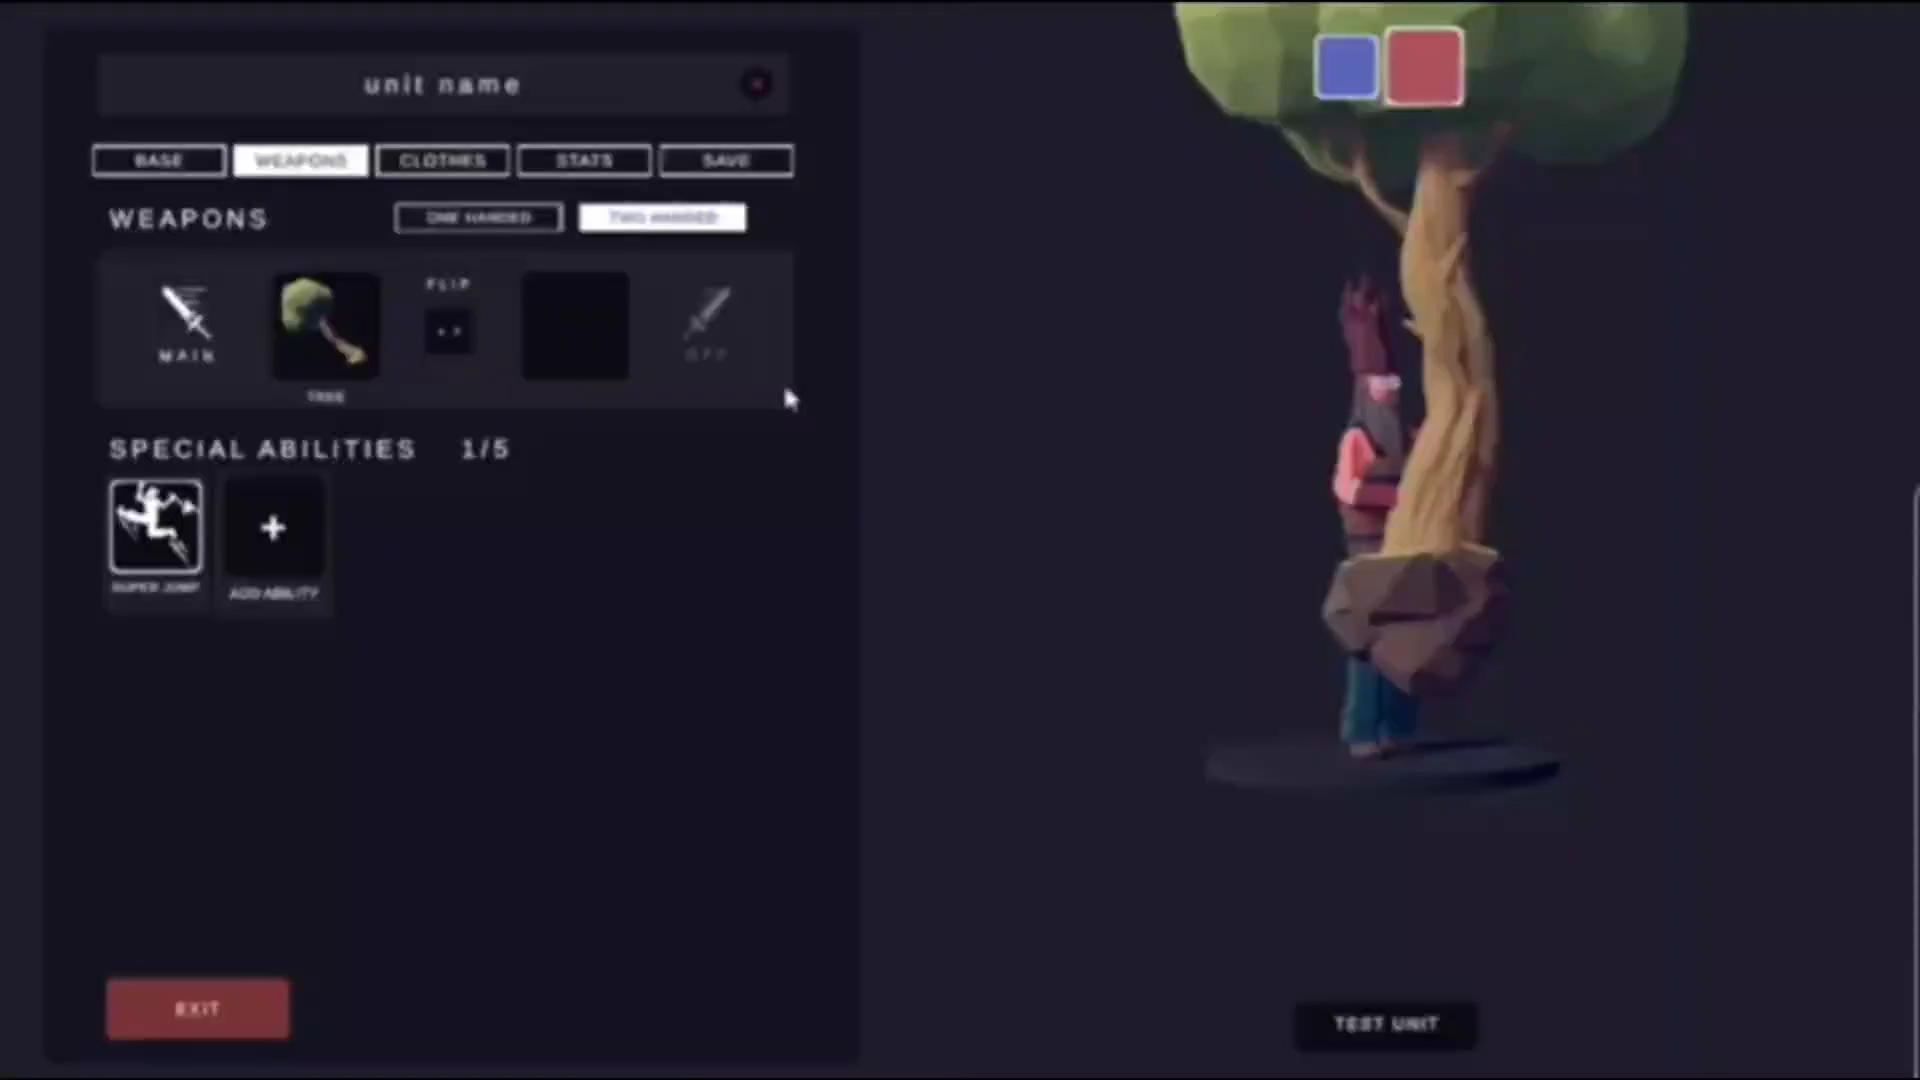 unit name
BASE WEAPONS CLOTHES STATS SAVE
WEAPONS ONE HANDED TWO HANDED
FLIP
MAIN OFF
TREE
SPECIAL ABILITIES 1/5
SUPER JUMP ADD ABILITY
EXIT
TEST UNIT